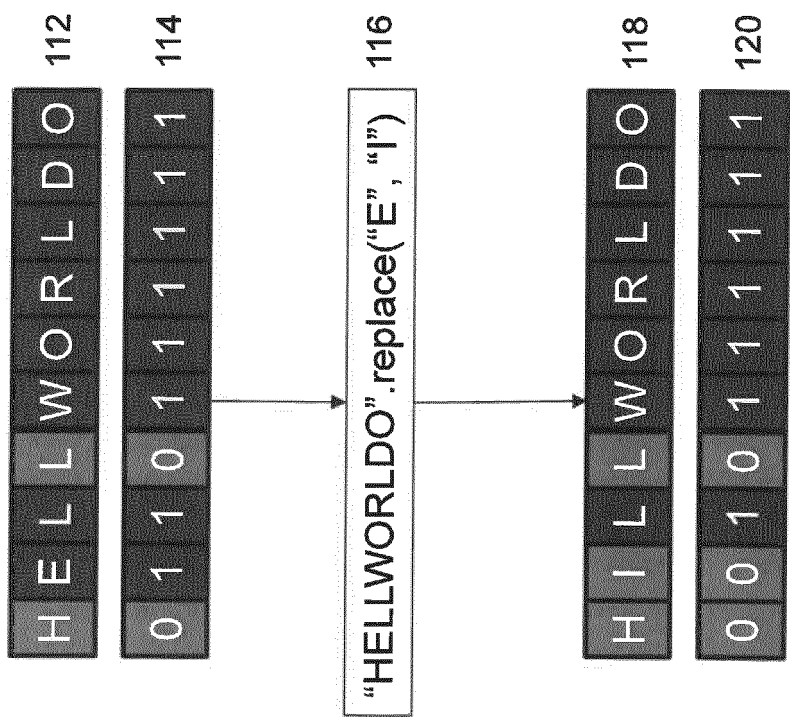 H E L L W O R L D O 112
0 1 1 0 1 1 1 1 1 1 114
“HELLWORLDO”.replace(“E”, “I”) 116
H I L L W O R L D O 118
0 0 1 0 1 1 1 1 1 1 120